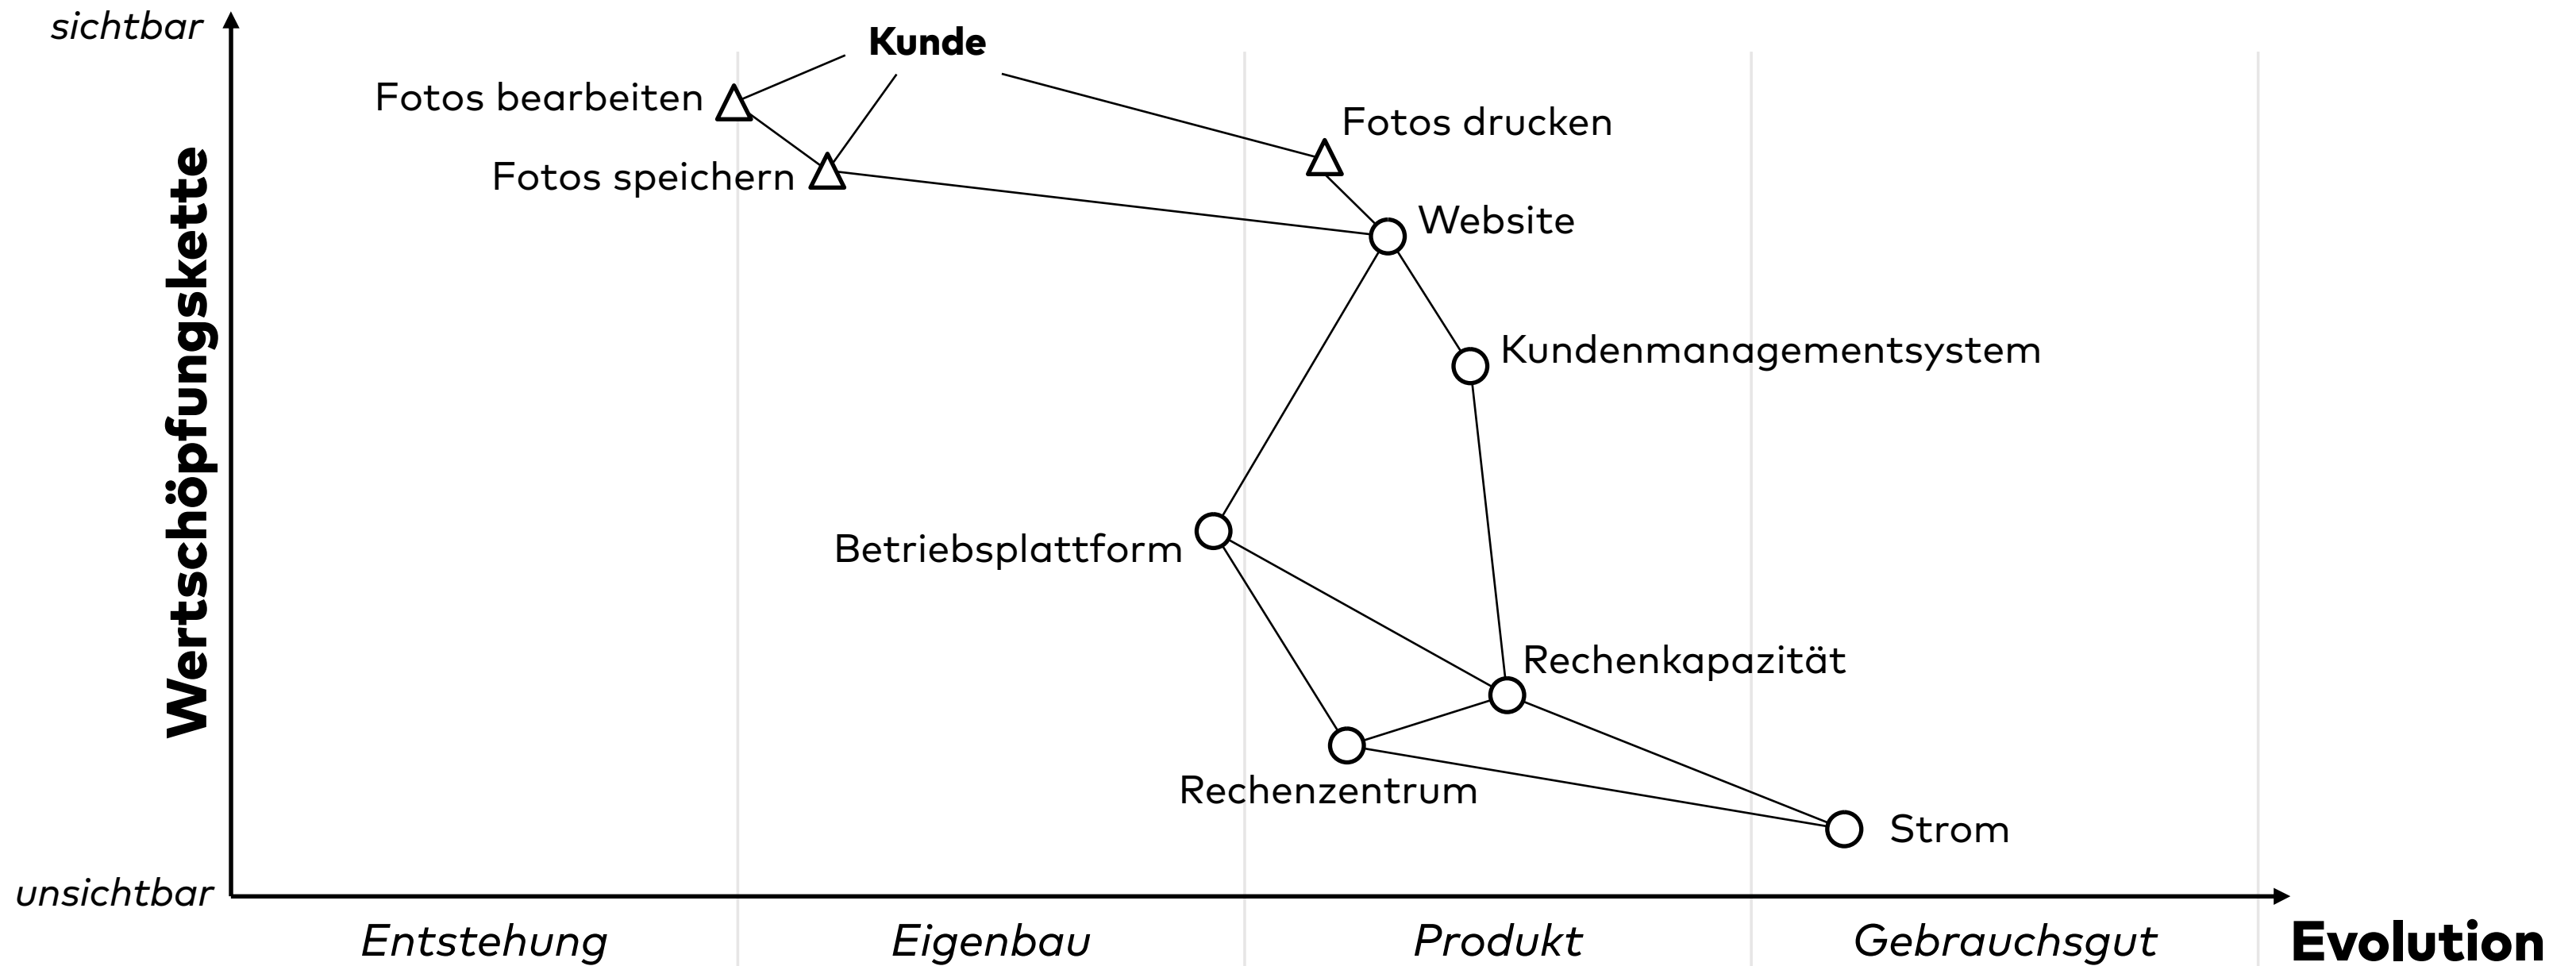 sichtbar
Kunde
Fotos bearbeiten
Fotos drucken
Fotos speichern
Website
Wertschöpfungskette
Kundenmanagementsystem
Betriebsplattform
Rechenkapazität
Rechenzentrum
Strom
unsichtbar
Entstehung
Eigenbau
Produkt
Gebrauchsgut
Evolution